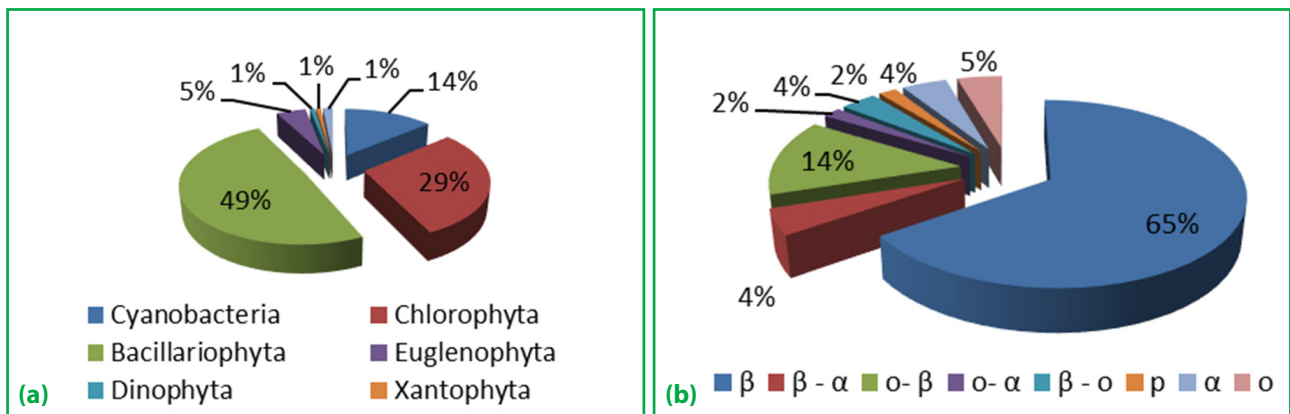 5% 1% 1% 1% 14%
29%
49%
Cyanobacteria Chlorophyta
Bacillariophyta Euglenophyta
Dinophyta Xantophyta
(a)
2% 4% 2% 4% 5%
14%
65%
4%
β β - α o- β o- α β - o p α o
(b)